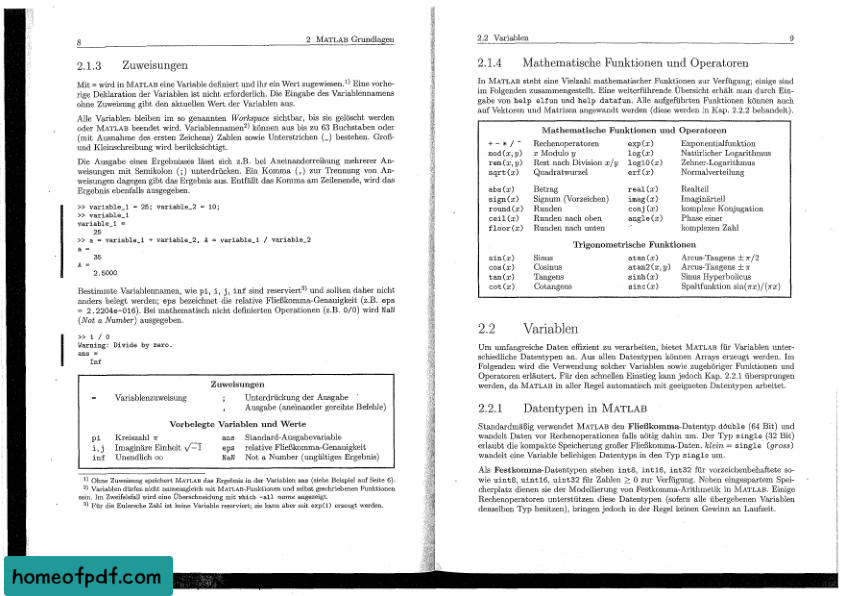 8 2 MATLAB Grundlagen
2.1.3 Zuweisungen
Mit = wird in MATLAB eine Variable definiert und ihr ein Wert zugewiesen.1) Eine vorhe-
rige Deklaration der Variablen ist nicht erforderlich. Die Eingabe des Variablennamens
ohne Zuweisung gibt den aktuellen Wert der Variablen aus.
Alle Variablen bleiben im so genannten Workspace sichtbar, bis sie gelöscht werden
oder MATLAB beendet wird. Variablennamen2) können aus bis zu 63 Buchstaben oder
(mit Ausnahme des ersten Zeichens) Zahlen sowie Unterstrichen (_) bestehen. Groß-
und Kleinschreibung wird berücksichtigt.
Die Ausgabe eines Ergebnisses lässt sich z.B. bei Aneinanderreihung mehrerer An-
weisungen mit Semikolon (;) unterdrücken. Ein Komma (,) zur Trennung von An-
weisungen dagegen gibt das Ergebnis aus. Entfällt das Komma am Zeilenende, wird das
Ergebnis ebenfalls ausgegeben.
>> variable_1 = 25; variable_2 = 10;
>> variable_1
variable_1 =
25
>> a = variable_1 + variable_2, A = variable_1 / variable_2
a =
35
A =
2.5000
Bestimmte Variablennamen, wie pi, i, j, inf sind reserviert3) und sollten daher nicht
anders belegt werden; eps bezeichnet die relative Fließkomma-Genauigkeit (z.B. eps
= 2.2204e-016). Bei mathematisch nicht definierten Operationen (z.B. 0/0) wird NaN
(Not a Number) ausgegeben.
>> 1 / 0
Warning: Divide by zero.
ans =
Inf
Zuweisungen
= Variablenzuweisung ; Unterdrückung der Ausgabe
, Ausgabe (aneinander gereihte Befehle)
Vorbelegte Variablen und Werte
pi Kreiszahl π ans Standard-Ausgabevariable
i,j Imaginäre Einheit √−1 eps relative Fließkomma-Genauigkeit
inf Unendlich ∞ NaN Not a Number (ungültiges Ergebnis)
1) Ohne Zuweisung speichert MATLAB das Ergebnis in der Variablen ans (siehe Beispiel auf Seite 6).
2) Variablen dürfen nicht namensgleich mit MATLAB-Funktionen und selbst geschriebenen Funktionen
sein. Im Zweifelsfall wird eine Überschneidung mit which -all name angezeigt.
3) Für die Eulersche Zahl ist keine Variable reserviert; sie kann aber mit exp(1) erzeugt werden.
2.2 Variablen 9
2.1.4 Mathematische Funktionen und Operatoren
In MATLAB steht eine Vielzahl mathematischer Funktionen zur Verfügung; einige sind
im Folgenden zusammengestellt. Eine weiterführende Übersicht erhält man durch Ein-
gabe von help elfun und help datafun. Alle aufgeführten Funktionen können auch
auf Vektoren und Matrizen angewandt werden (diese werden in Kap. 2.2.2 behandelt).
Mathematische Funktionen und Operatoren
+ - * / ^ Rechenoperatoren exp(x) Exponentialfunktion
mod(x,y) x Modulo y log(x) Natürlicher Logarithmus
rem(x,y) Rest nach Division x/y log10(x) Zehner-Logarithmus
sqrt(x) Quadratwurzel erf(x) Normalverteilung
abs(x) Betrag real(x) Realteil
sign(x) Signum (Vorzeichen) imag(x) Imaginärteil
round(x) Runden conj(x) komplexe Konjugation
ceil(x) Runden nach oben angle(x) Phase einer
floor(x) Runden nach unten komplexen Zahl
Trigonometrische Funktionen
sin(x) Sinus atan(x) Arcus-Tangens ± π/2
cos(x) Cosinus atan2(x,y) Arcus-Tangens ± π
tan(x) Tangens sinh(x) Sinus Hyperbolicus
cot(x) Cotangens sinc(x) Spaltfunktion sin(πx)/(πx)
2.2 Variablen
Um umfangreiche Daten effizient zu verarbeiten, bietet MATLAB für Variablen unter-
schiedliche Datentypen an. Aus allen Datentypen können Arrays erzeugt werden. Im
Folgenden wird die Verwendung solcher Variablen sowie zugehöriger Funktionen und
Operatoren erläutert. Für den schnellen Einstieg kann jedoch Kap. 2.2.1 übersprungen
werden, da MATLAB in aller Regel automatisch mit geeigneten Datentypen arbeitet.
2.2.1 Datentypen in MATLAB
Standardmäßig verwendet MATLAB den Fließkomma-Datentyp double (64 Bit) und
wandelt Daten vor Rechenoperationen falls nötig dahin um. Der Typ single (32 Bit)
erlaubt die kompakte Speicherung großer Fließkomma-Daten. klein = single (gross)
wandelt eine Variable beliebigen Datentyps in den Typ single um.
Als Festkomma-Datentypen stehen int8, int16, int32 für vorzeichenbehaftete so-
wie uint8, uint16, uint32 für Zahlen ≥ 0 zur Verfügung. Neben eingespartem Spei-
cherplatz dienen sie der Modellierung von Festkomma-Arithmetik in MATLAB. Einige
Rechenoperatoren unterstützen diese Datentypen (sofern alle übergebenen Variablen
denselben Typ besitzen), bringen jedoch in der Regel keinen Gewinn an Laufzeit.
homeofpdf.com